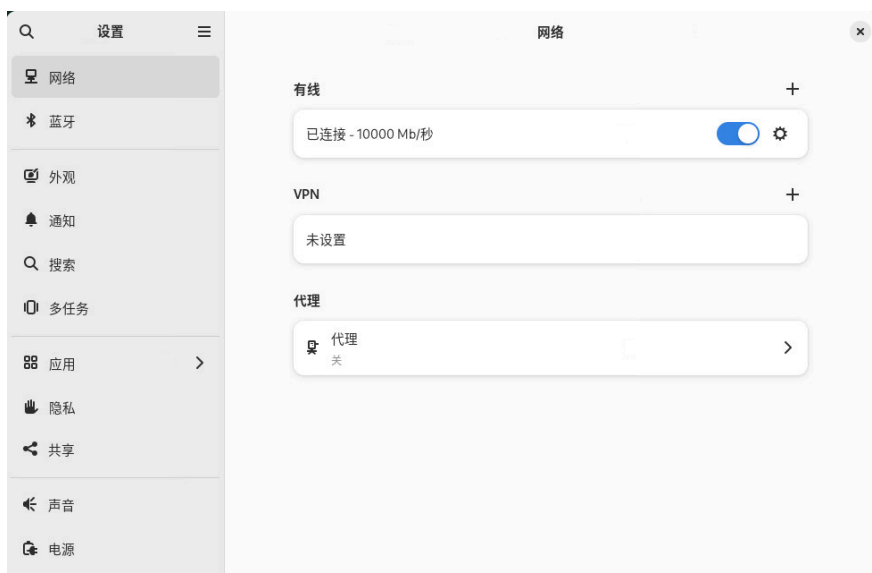 设置
网络
蓝牙
外观
通知
搜索
多任务
应用
隐私
共享
声音
电源
网络
有线
已连接 - 10000 Mb/秒
VPN
未设置
代理
代理
关